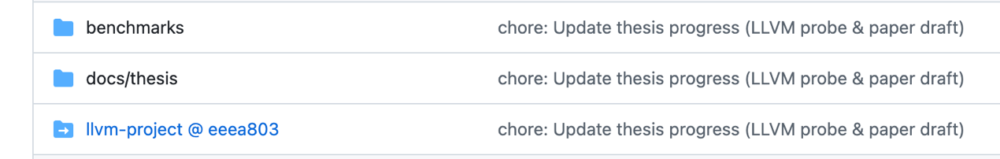 benchmarks chore: Update thesis progress (LLVM probe & paper draft)
docs/thesis chore: Update thesis progress (LLVM probe & paper draft)
llvm-project @ eeea803 chore: Update thesis progress (LLVM probe & paper draft)